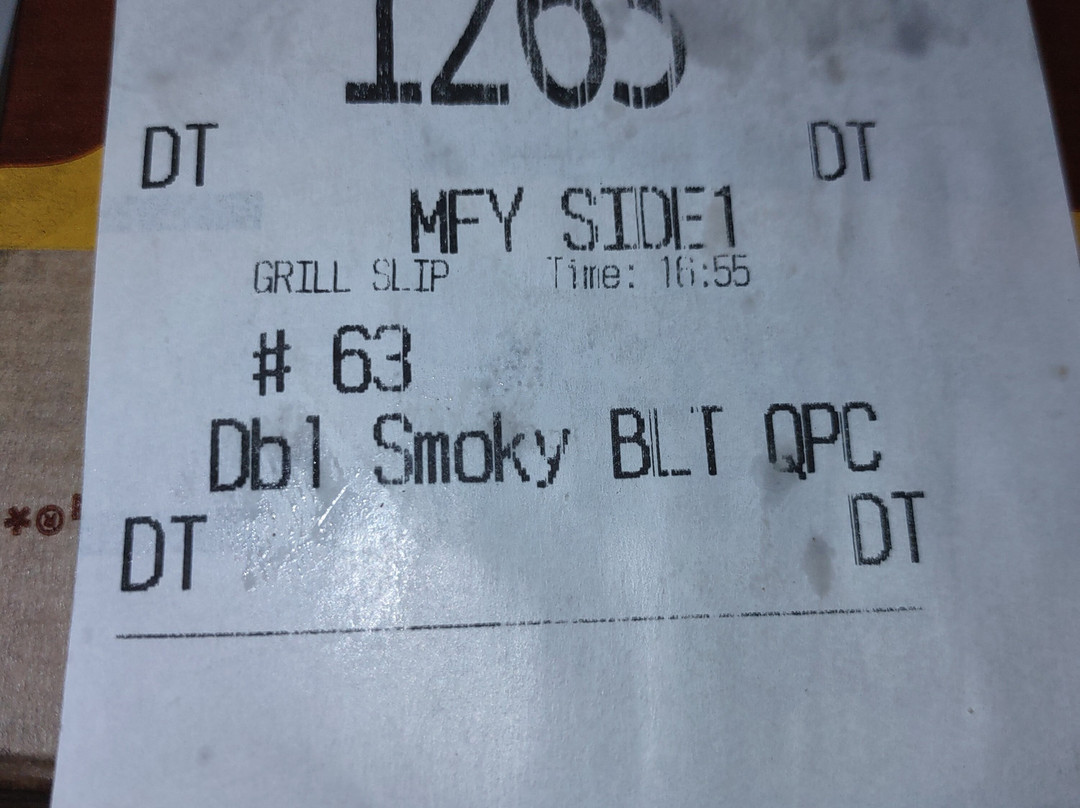 1263
DT DT
MFY SIDE1
GRILL SLIP Time: 16:55
# 63
Dbl Smoky BLT QPC
DT DT